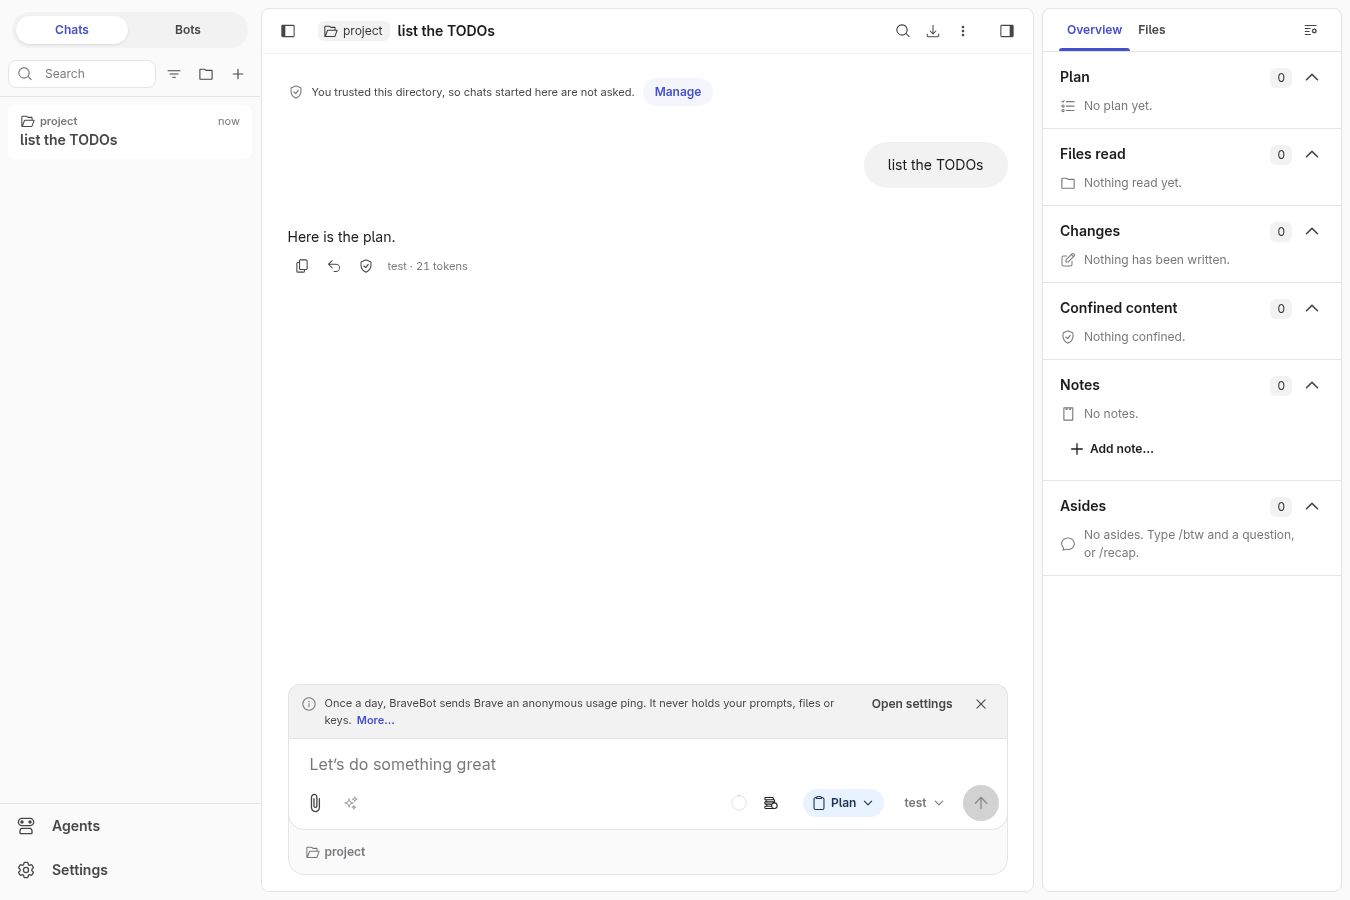 Chats
Bots
Search
project
now
list the TODOs
Agents
Settings
project
list the TODOs
You trusted this directory, so chats started here are not asked.
Manage
list the TODOs
Here is the plan.
test · 21 tokens
Once a day, BraveBot sends Brave an anonymous usage ping. It never holds your prompts, files or
keys. More...
Open settings
Let's do something great
Plan
test
project
Overview
Files
Plan
0
No plan yet.
Files read
0
Nothing read yet.
Changes
0
Nothing has been written.
Confined content
0
Nothing confined.
Notes
0
No notes.
Add note...
Asides
0
No asides. Type /btw and a question,
or /recap.